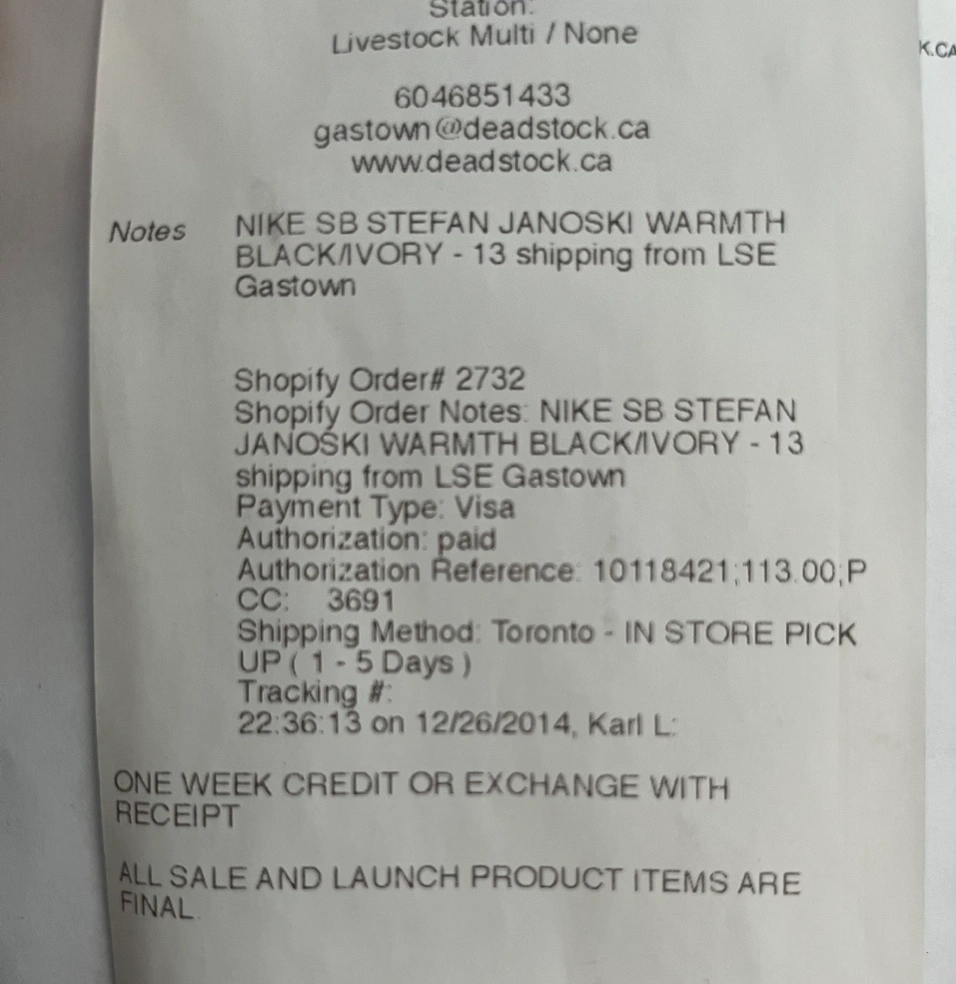 Station:
Livestock Multi / None
K.CA
6046851433
gastown@deadstock.ca
www.deadstock.ca
Notes NIKE SB STEFAN JANOSKI WARMTH
BLACK/IVORY - 13 shipping from LSE
Gastown
Shopify Order# 2732
Shopify Order Notes: NIKE SB STEFAN
JANOSKI WARMTH BLACK/IVORY - 13
shipping from LSE Gastown
Payment Type: Visa
Authorization: paid
Authorization Reference: 10118421;113.00;P
CC: 3691
Shipping Method: Toronto - IN STORE PICK
UP ( 1 - 5 Days )
Tracking #:
22:36:13 on 12/26/2014, Karl L:
ONE WEEK CREDIT OR EXCHANGE WITH
RECEIPT
ALL SALE AND LAUNCH PRODUCT ITEMS ARE
FINAL.